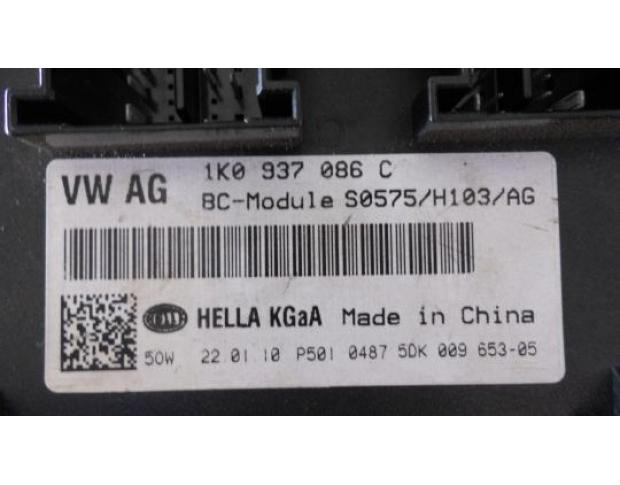 VW AG
1K0 937 086 C
BC-Module S0575/H103/AG
HELLA KGaA Made in China
50W 22.01.10 P501 0487 5DK 009 653-05